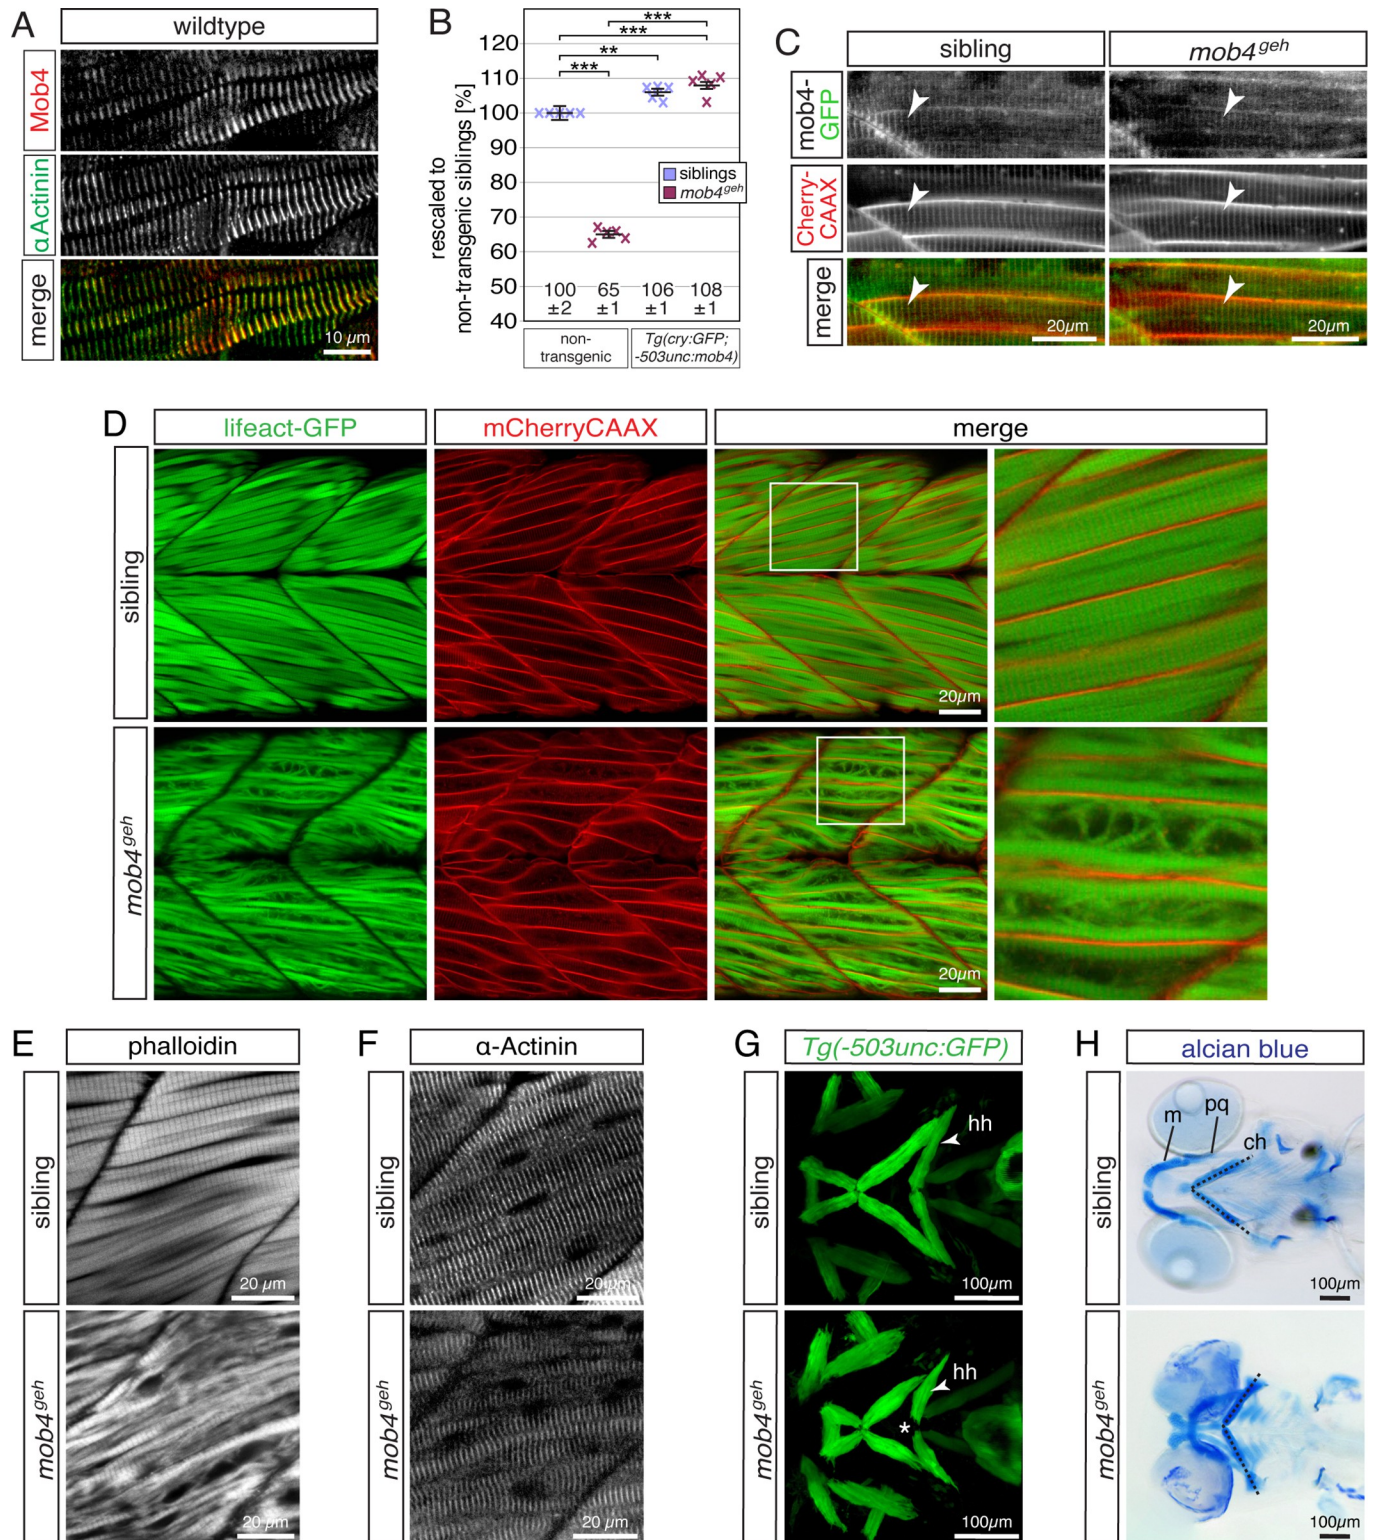 A
wildtype
Mob4
αActinin
merge
10 µm
B
rescaled to
non-transgenic siblings [%]
120
110
100
90
80
70
60
50
40
***
***
**
***
siblings
mob4geh
100
±2
65
±1
106
±1
108
±1
non-
transgenic
Tg(cry:GFP;
-503unc:mob4)
C
sibling
mob4geh
mob4-
GFP
Cherry-
CAAX
merge
20µm
20µm
D
lifeact-GFP
mCherryCAAX
merge
sibling
20µm
mob4geh
20µm
E
phalloidin
sibling
20 µm
mob4geh
20 µm
F
α-Actinin
sibling
20µm
mob4geh
20 µm
G
Tg(-503unc:GFP)
sibling
hh
100µm
mob4geh
hh
*
100µm
H
alcian blue
sibling
m
pq
ch
100µm
mob4geh
100µm